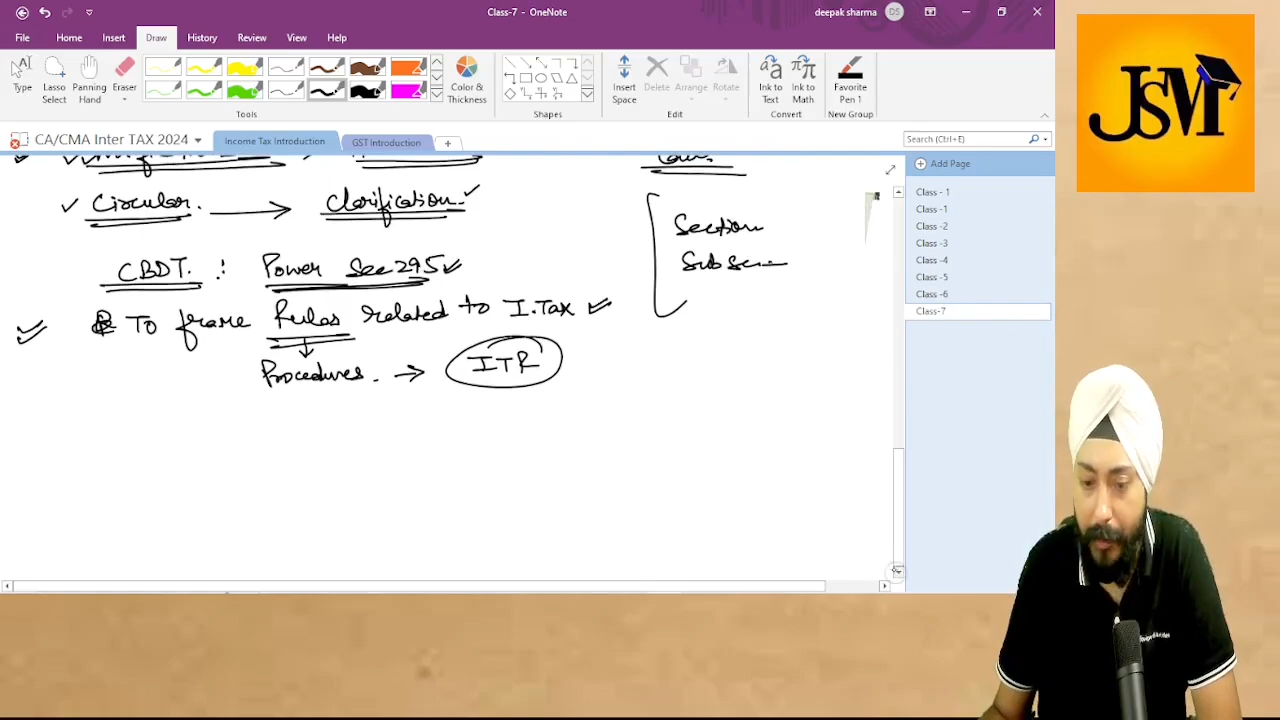 Class-7 - OneNote
deepak sharma DS
File Home Insert Draw History Review View Help
Type
Lasso Select
Panning Hand
Eraser
Color & Thickness
Insert Space
Delete
Arrange
Rotate
Ink to Text
Ink to Math
Favorite Pen 1
Tools
Shapes
Edit
Convert
New Group
CA/CMA Inter TAX 2024
Income Tax Introduction
GST Introduction
Search (Ctrl+E)
Add Page
Class - 1
Class -1
Class -2
Class -3
Class -4
Class -5
Class -6
Class-7
Circular. → Clarification
Section
CBDT : Power Sec 295
To frame Rules related to I.Tax
Procedures. → ITR
JSM